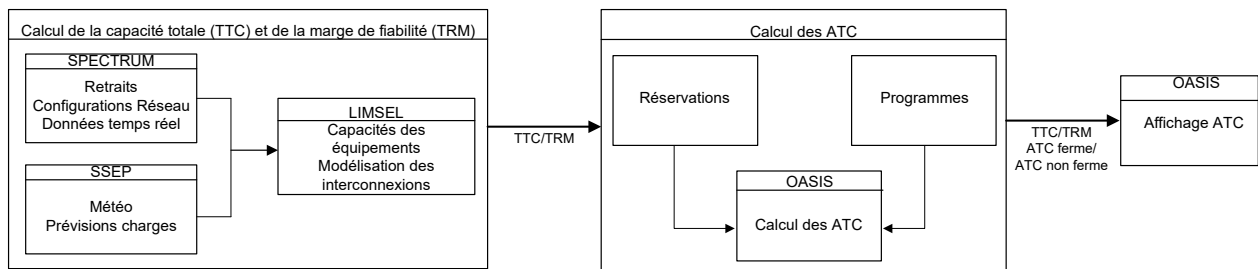 Calcul de la capacité totale (TTC) et de la marge de fiabilité (TRM)
SPECTRUM
Retraits
Configurations Réseau
Données temps réel
SSEP
Météo
Prévisions charges
LIMSEL
Capacités des
équipements
Modélisation des
interconnexions
TTC/TRM
Calcul des ATC
Réservations
Programmes
OASIS
Calcul des ATC
TTC/TRM
ATC ferme/
ATC non ferme
OASIS
Affichage ATC